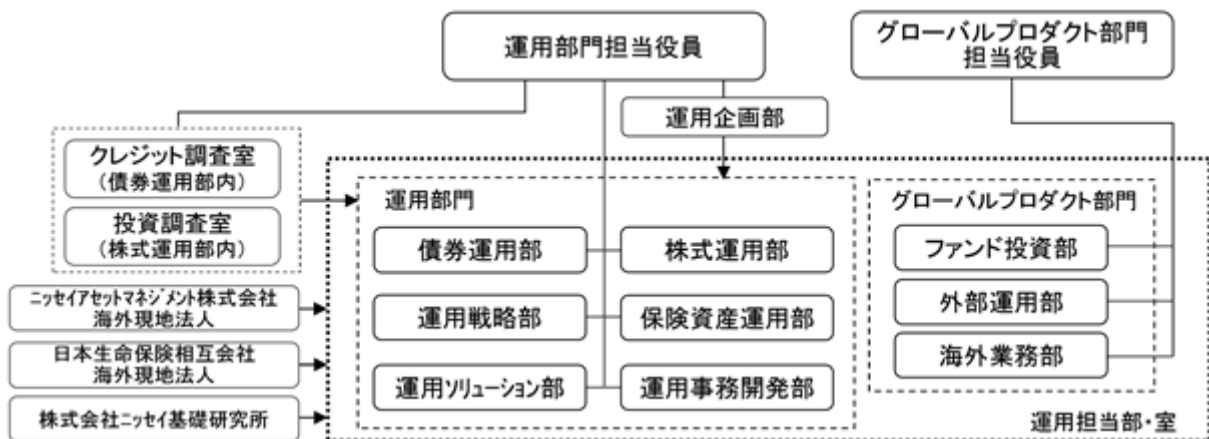 運用部門担当役員
グローバルプロダクト部門
担当役員
運用企画部
クレジット調査室
(債券運用部内)
投資調査室
(株式運用部内)
ニッセイアセットマネジメント株式会社
海外現地法人
日本生命保険相互会社
海外現地法人
株式会社ニッセイ基礎研究所
運用部門
債券運用部
株式運用部
運用戦略部
保険資産運用部
運用ソリューション部
運用事務開発部
グローバルプロダクト部門
ファンド投資部
外部運用部
海外業務部
運用担当部・室